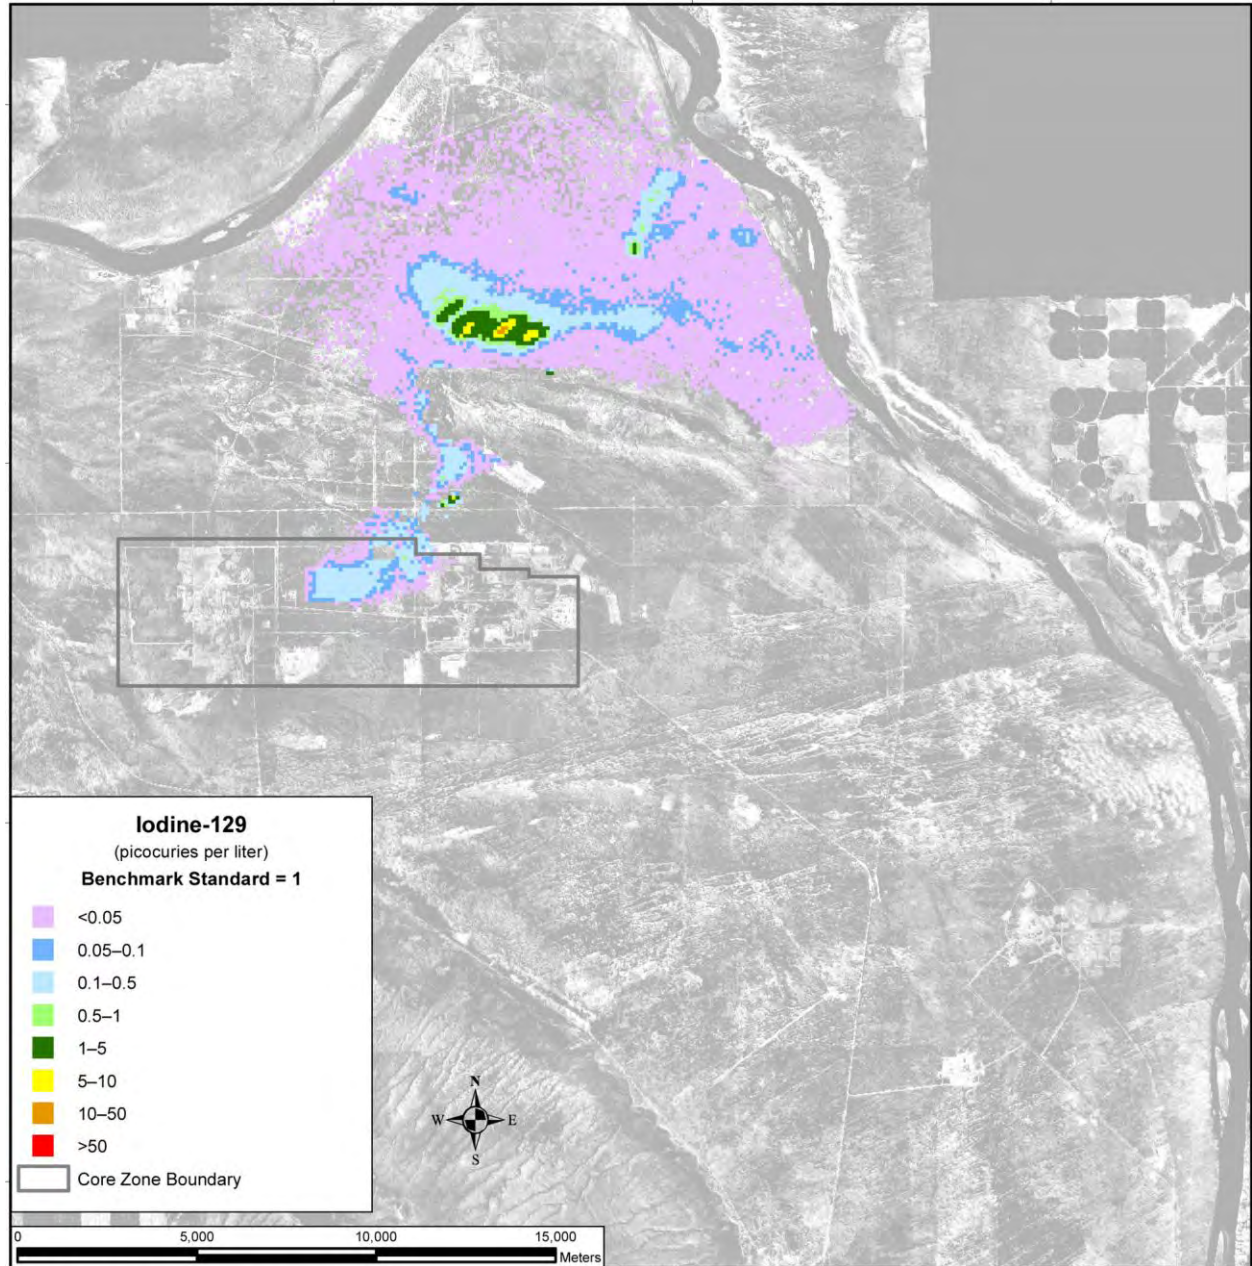 Iodine-129
(picocuries per liter)
Benchmark Standard = 1
<0.05
0.05–0.1
0.1–0.5
0.5–1
1–5
5–10
10–50
>50
Core Zone Boundary
N
W E
S
0 5,000 10,000 15,000
Meters